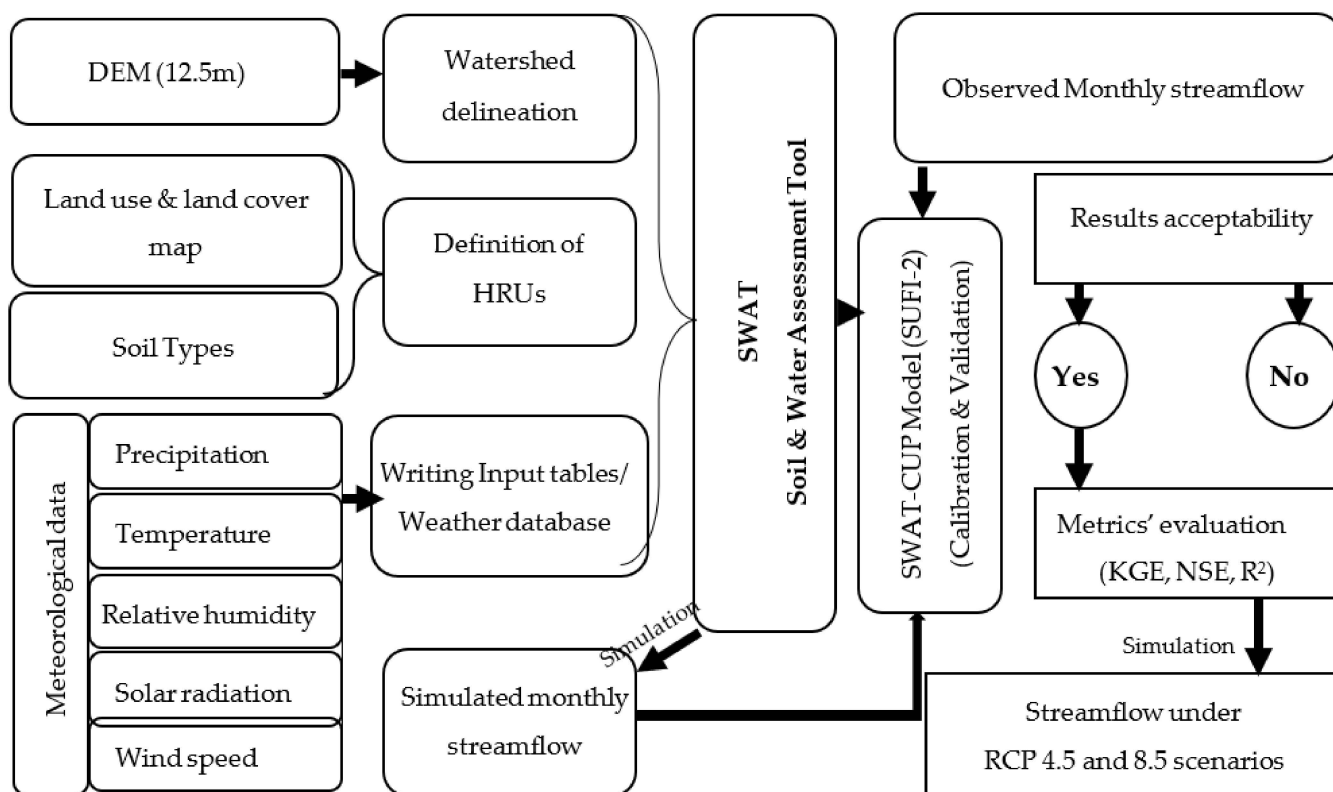 DEM (12.5m)
Watershed
delineation
Land use & land cover
map
Soil Types
Definition of
HRUs
Meteorological data
Precipitation
Temperature
Relative humidity
Solar radiation
Wind speed
Writing Input tables/
Weather database
SWAT
Soil & Water Assessment Tool
Simulation
Simulated monthly
streamflow
Observed Monthly streamflow
SWAT-CUP Model (SUFI-2)
(Calibration & Validation)
Results acceptability
Yes
No
Metrics' evaluation
(KGE, NSE, R²)
Simulation
Streamflow under
RCP 4.5 and 8.5 scenarios